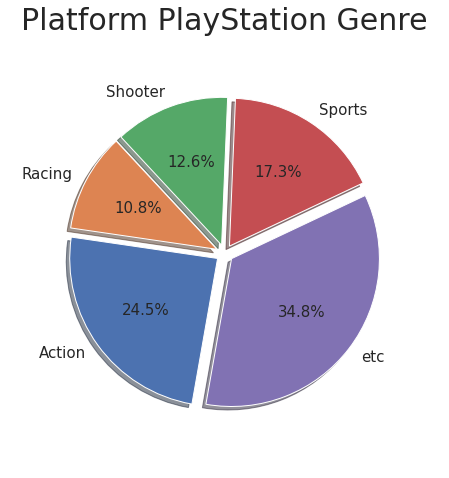 Platform PlayStation Genre
Shooter
Sports
12.6%
17.3%
Racing
10.8%
24.5%
34.8%
Action
etc